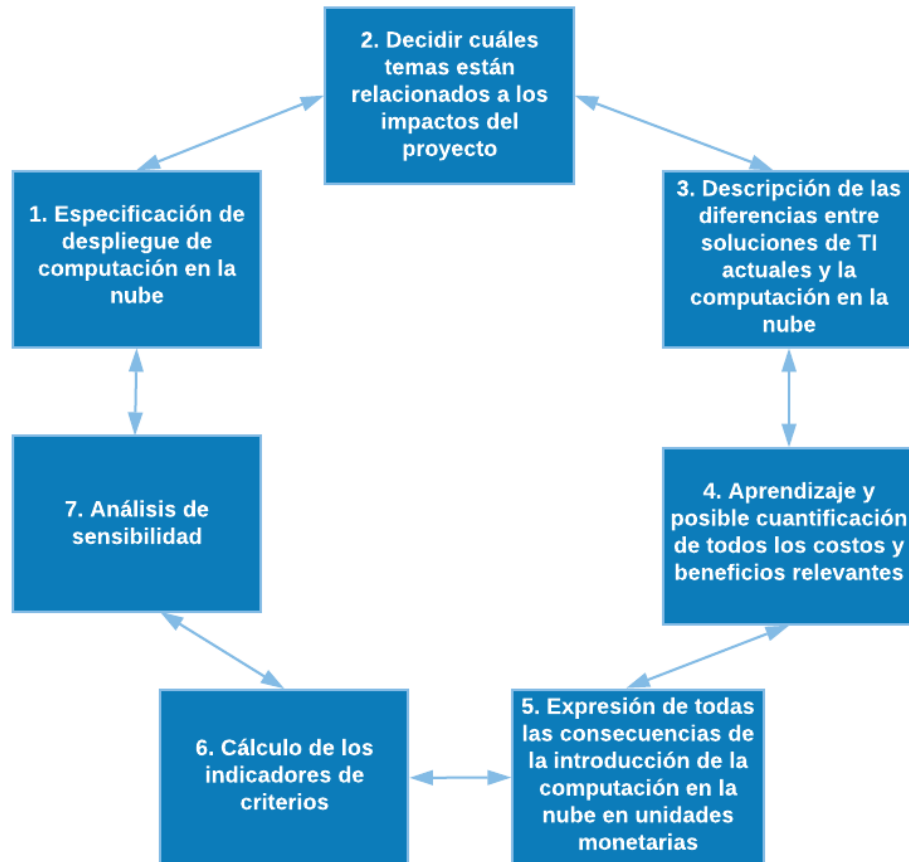 2. Decidir cuáles
temas están
relacionados a los
impactos del
proyecto
1. Especificación de
despliegue de
computación en la
nube
3. Descripción de las
diferencias entre
soluciones de TI
actuales y la
computación en la
nube
7. Análisis de
sensibilidad
4. Aprendizaje y
posible cuantificación
de todos los costos y
beneficios relevantes
6. Cálculo de los
indicadores de
criterios
5. Expresión de todas
las consecuencias de
la introducción de la
computación en la
nube en unidades
monetarias